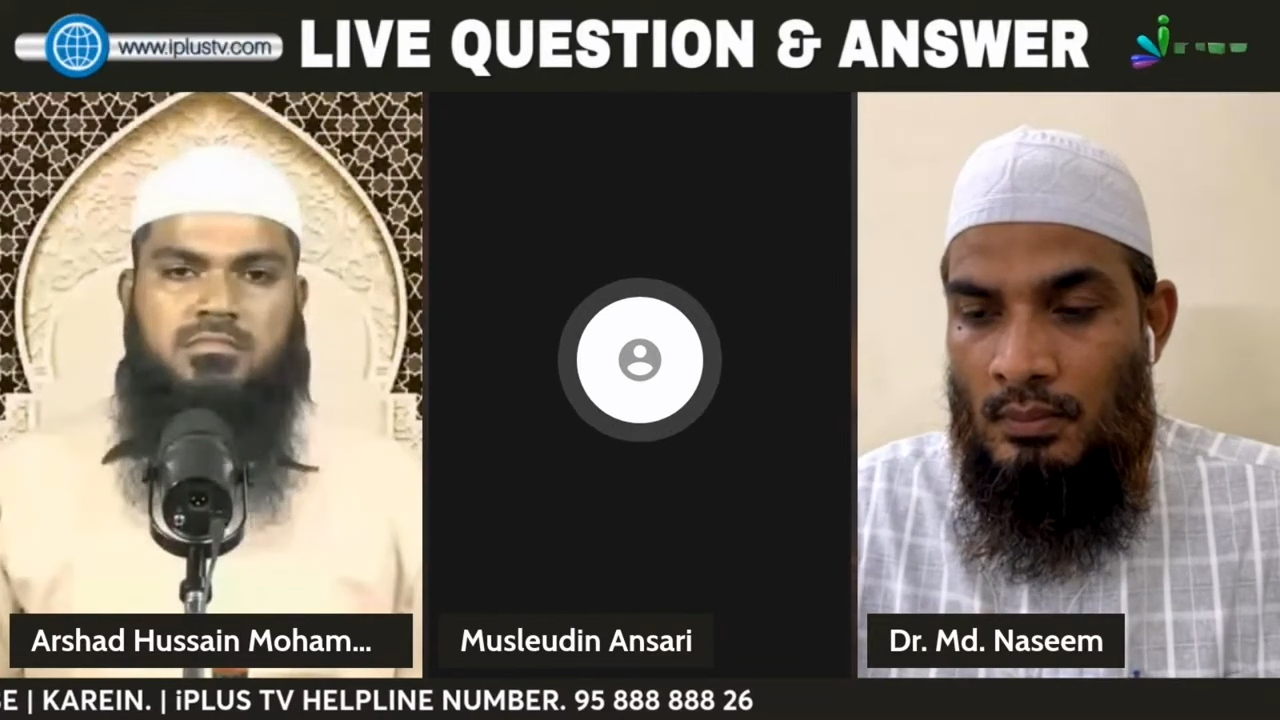 www.iplustv.com LIVE QUESTION & ANSWER
Arshad Hussain Moham...
Musleudin Ansari
Dr. Md. Naseem
SE | KAREIN. | iPLUS TV HELPLINE NUMBER. 95 888 888 26